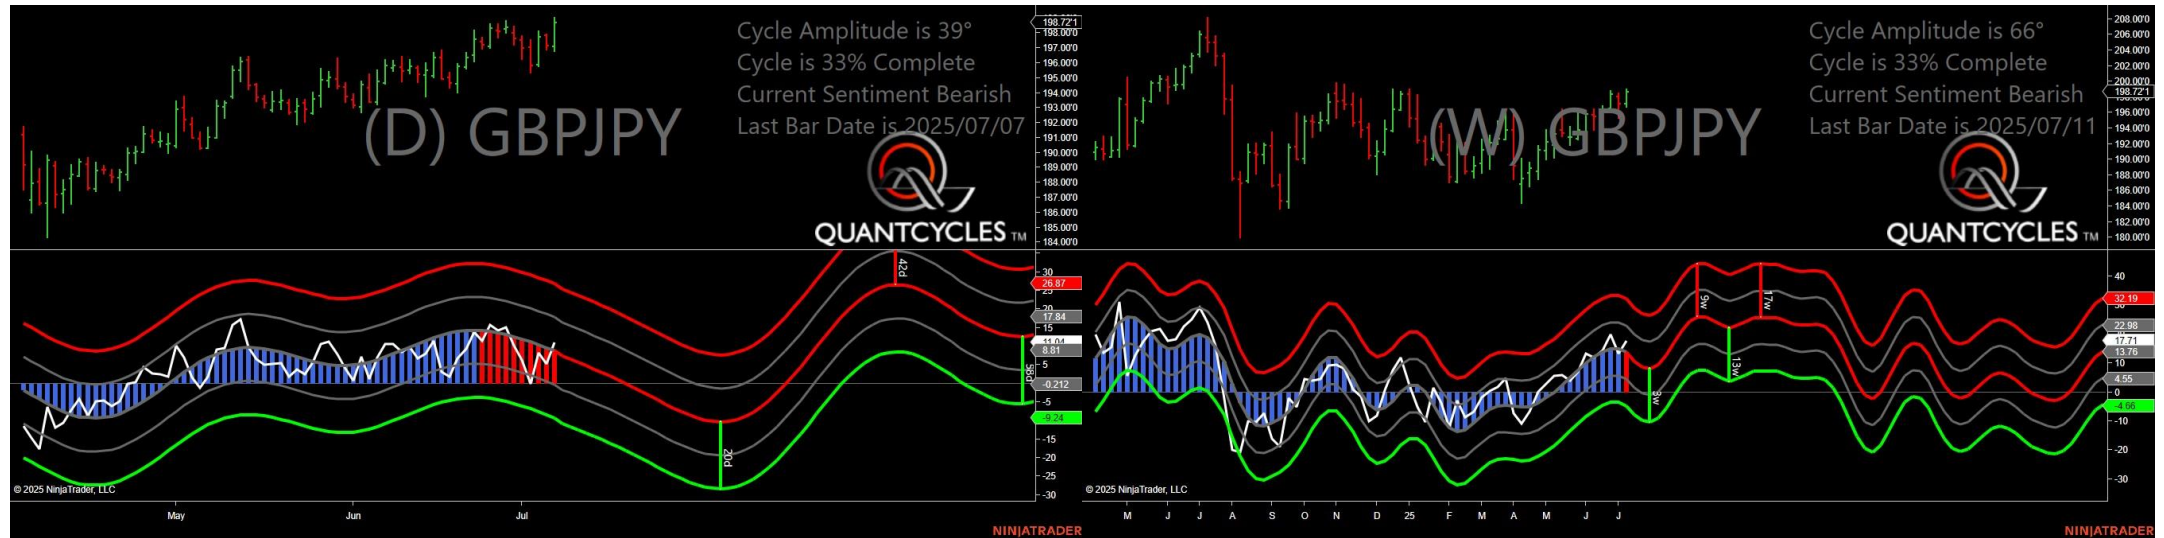 Cycle Amplitude is 39°
Cycle is 33% Complete
Current Sentiment Bearish
Last Bar Date is 2025/07/07
(D) GBPJPY
QUANTCYCLES TM
198.72'1
198.00'0
197.00'0
196.00'0
195.00'0
194.00'0
193.00'0
192.00'0
191.00'0
190.00'0
189.00'0
188.00'0
187.00'0
186.00'0
185.00'0
184.00'0
42d
20d
58d
30
26.87
25
20
17.84
15
11.04
8.81
5
-0.212
-5
-9.24
-15
-20
-25
-30
© 2025 NinjaTrader, LLC
May Jun Jul
NINJATRADER
Cycle Amplitude is 66°
Cycle is 33% Complete
Current Sentiment Bearish
Last Bar Date is 2025/07/11
(W) GBPJPY
QUANTCYCLES TM
208.00'0
206.00'0
204.00'0
202.00'0
200.00'0
198.72'1
196.00'0
194.00'0
192.00'0
190.00'0
188.00'0
186.00'0
184.00'0
182.00'0
180.00'0
9w
17w
13w
3w
40
32.19
30
22.98
17.71
13.76
10
4.55
0
-4.66
-10
-20
-30
© 2025 NinjaTrader, LLC
M J J A S O N D 25 F M A M J J
NINJATRADER